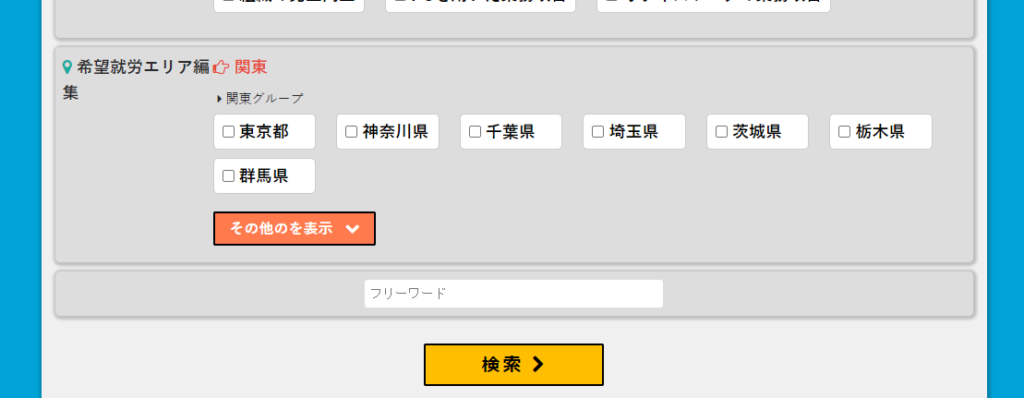 希望就労エリア編
集
関東
関東グループ
東京都 神奈川県 千葉県 埼玉県 茨城県 栃木県
群馬県
その他のを表示
フリーワード
検索